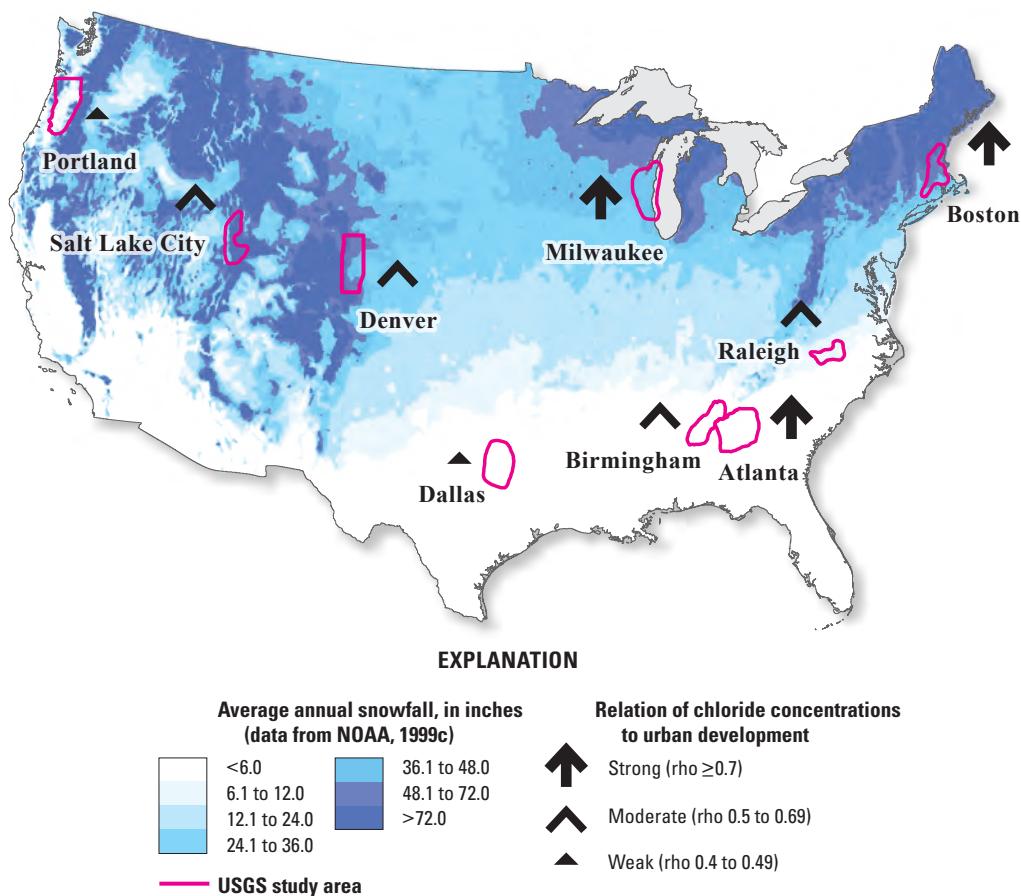 Portland
Salt Lake City
Denver
Milwaukee
Boston
Raleigh
Birmingham
Atlanta
Dallas
EXPLANATION
Average annual snowfall, in inches
(data from NOAA, 1999c)
<6.0
6.1 to 12.0
12.1 to 24.0
24.1 to 36.0
36.1 to 48.0
48.1 to 72.0
>72.0
USGS study area
Relation of chloride concentrations
to urban development
Strong (rho ≥0.7)
Moderate (rho 0.5 to 0.69)
Weak (rho 0.4 to 0.49)